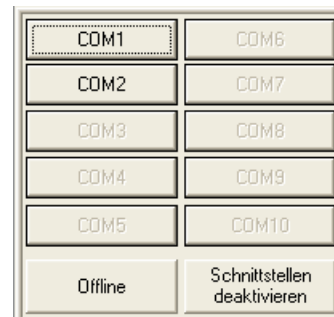 COM1 COM6
COM2 COM7
COM3 COM8
COM4 COM9
COM5 COM10
Offline Schnittstellen
deaktivieren